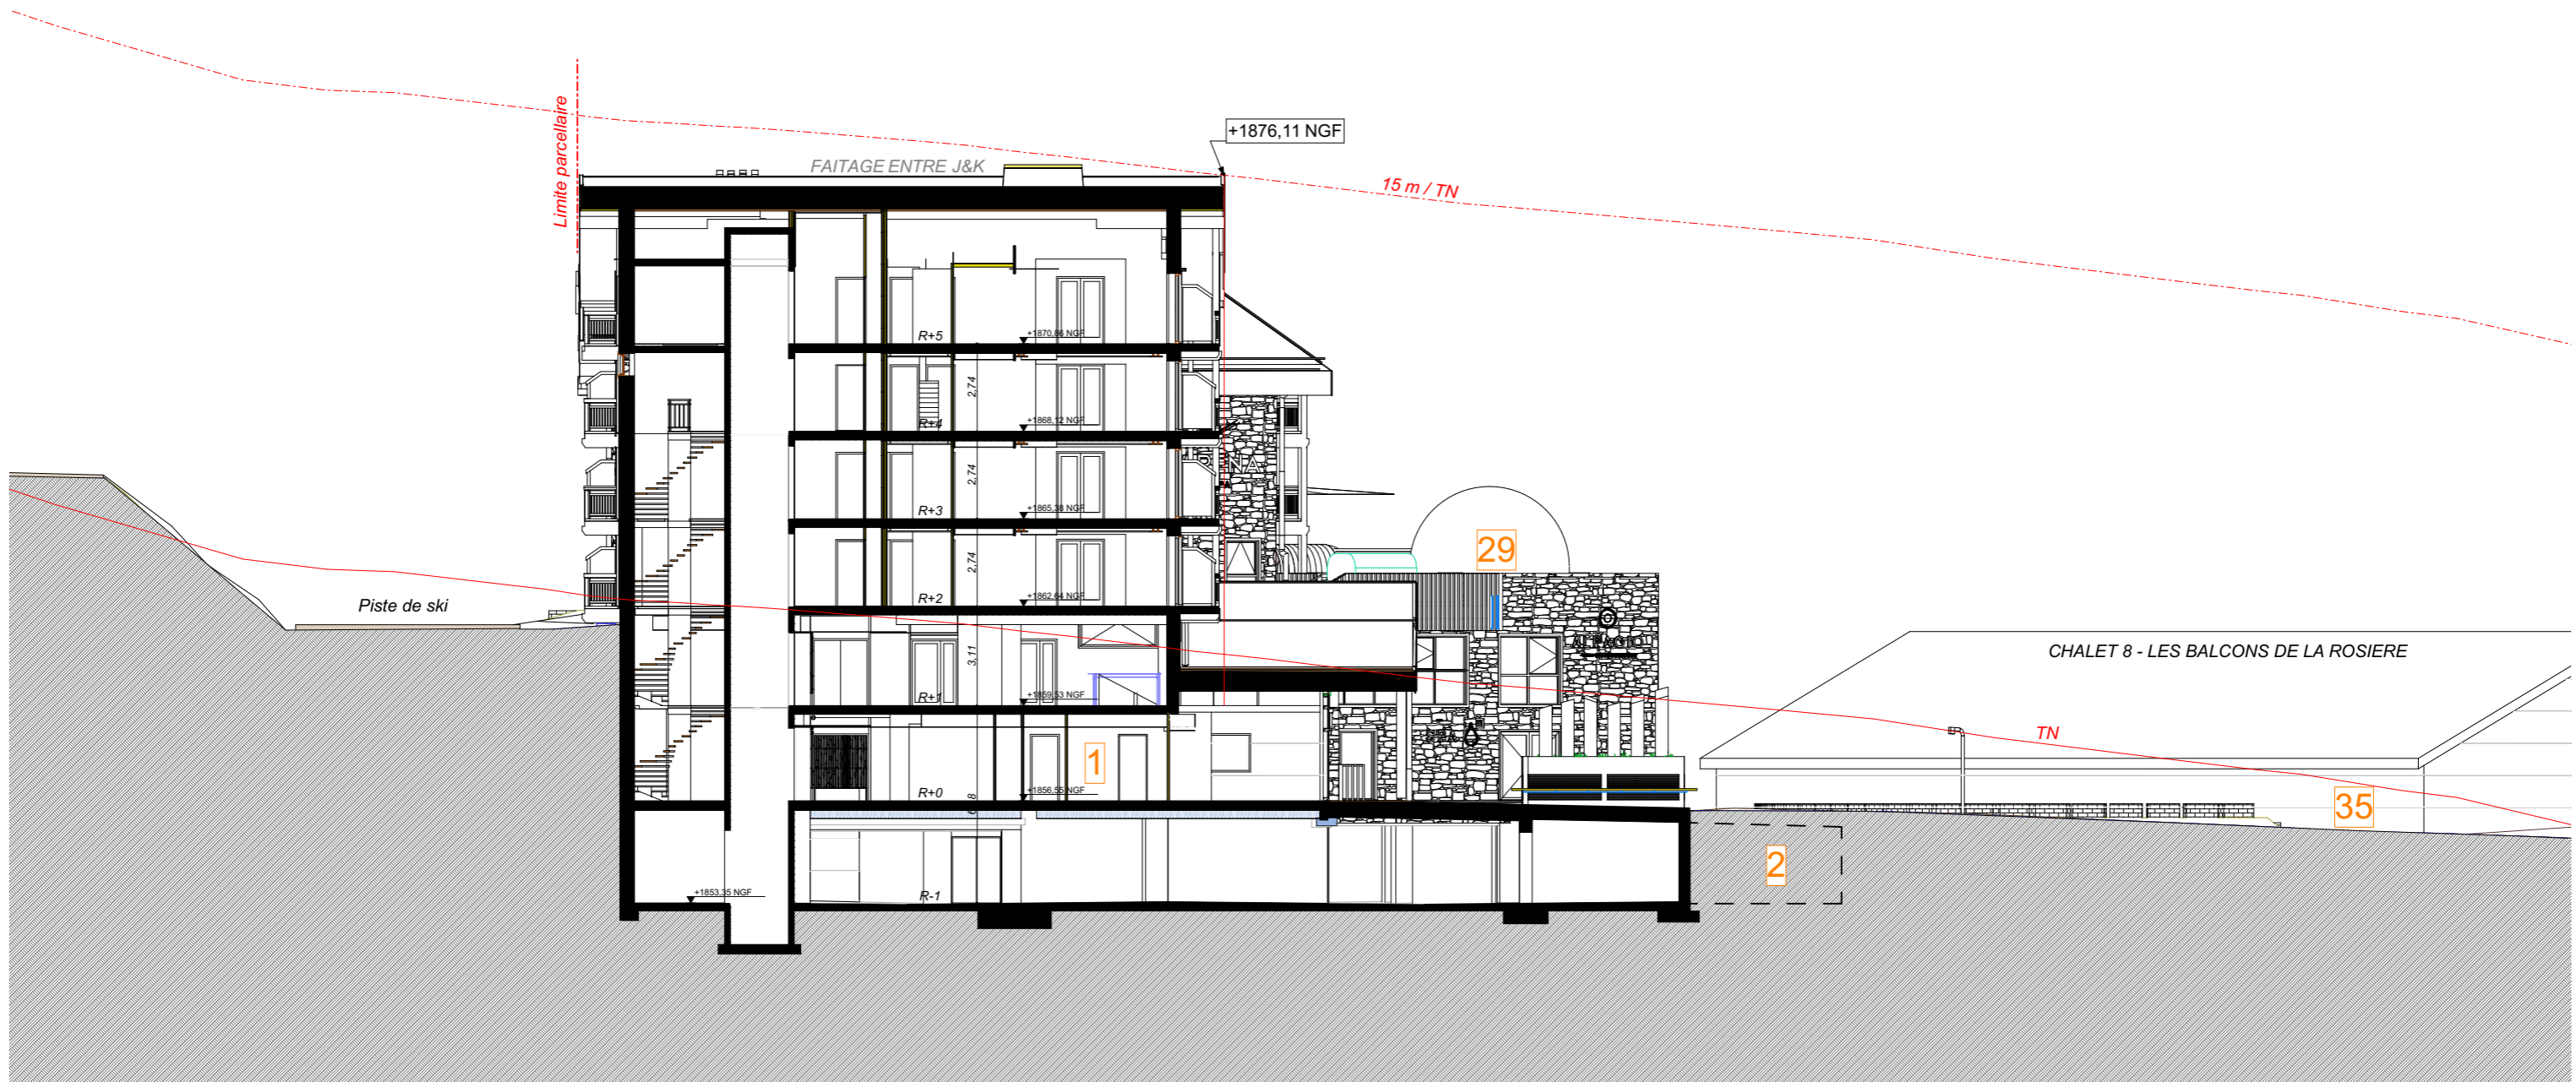 Limite parcellaire
+1876,11 NGF
FAITAGE ENTRE J&K
15 m / TN
R+5
+1870,86 NGF
2,74
R+4
+1868,12 NGF
2,74
R+3
+1865,38 NGF
2,74
R+2
+1862,64 NGF
29
Piste de ski
3,11
R+1
+1859,53 NGF
CHALET 8 - LES BALCONS DE LA ROSIERE
TN
1
R+0
+1856,55 NGF
35
2
+1853,35 NGF
R-1